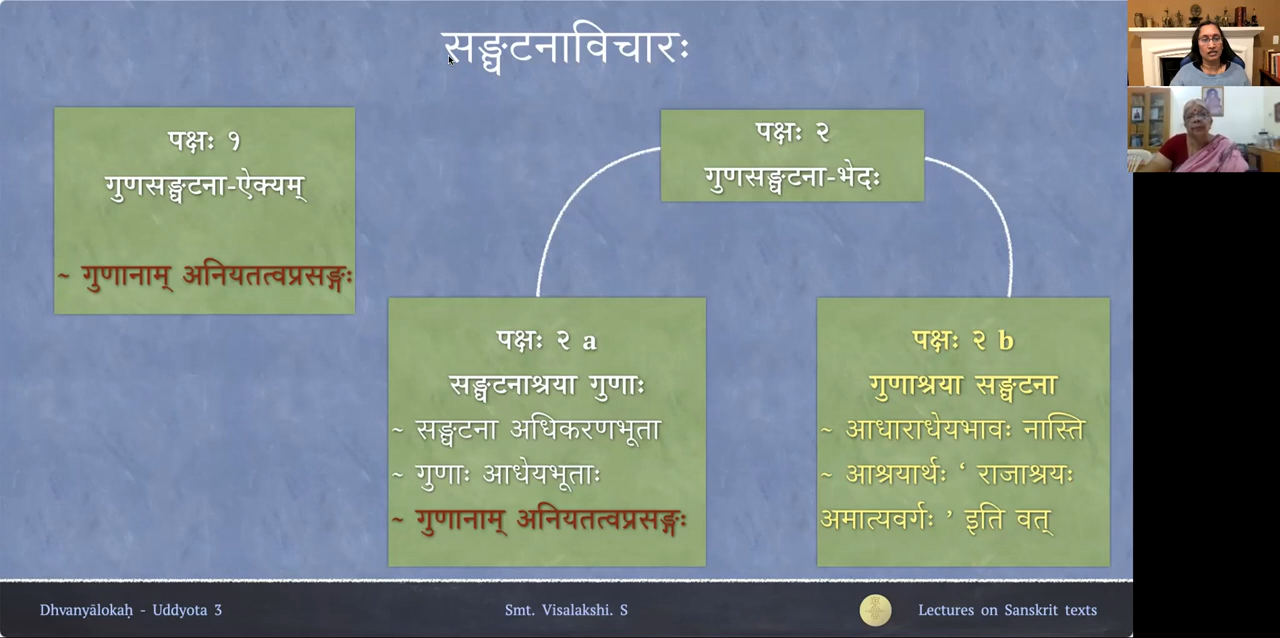 सङ्घटनाविचारः
पक्षः १
गुणसङ्घटना-ऐक्यम्
~ गुणानाम् अनियतत्वप्रसङ्गः
पक्षः २
गुणसङ्घटना-भेदः
पक्षः २ a
सङ्घटनाश्रया गुणाः
~ सङ्घटना अधिकरणभूता
~ गुणाः आधेयभूताः
~ गुणानाम् अनियतत्वप्रसङ्गः
पक्षः २ b
गुणाश्रया सङ्घटना
~ आधाराधेयभावः नास्ति
~ आश्रयार्थः ‘ राजाश्रयः
अमात्यवर्गः ’ इति वत्
Dhvanyālokaḥ - Uddyota 3
Smt. Visalakshi. S
Lectures on Sanskrit texts